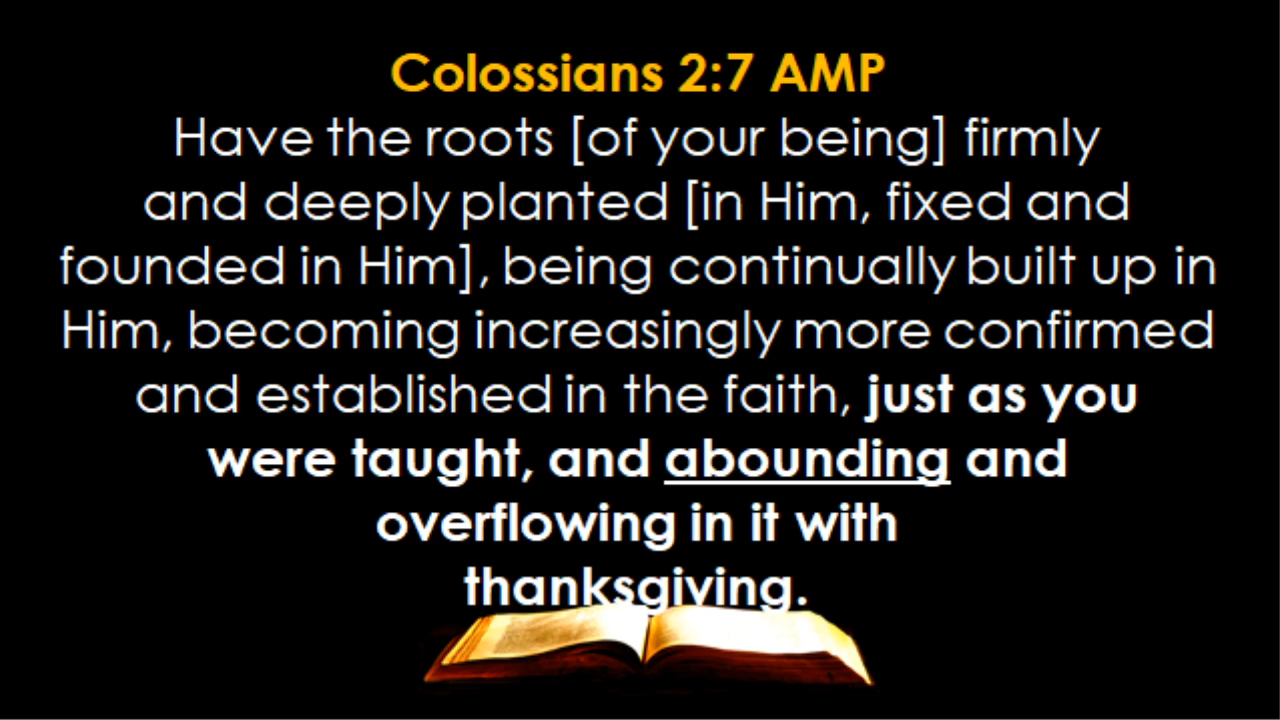 Colossians 2:7 AMP
Have the roots [of your being] firmly
and deeply planted [in Him, fixed and
founded in Him], being continually built up in
Him, becoming increasingly more confirmed
and established in the faith, just as you
were taught, and abounding and
overflowing in it with
thanksgiving.